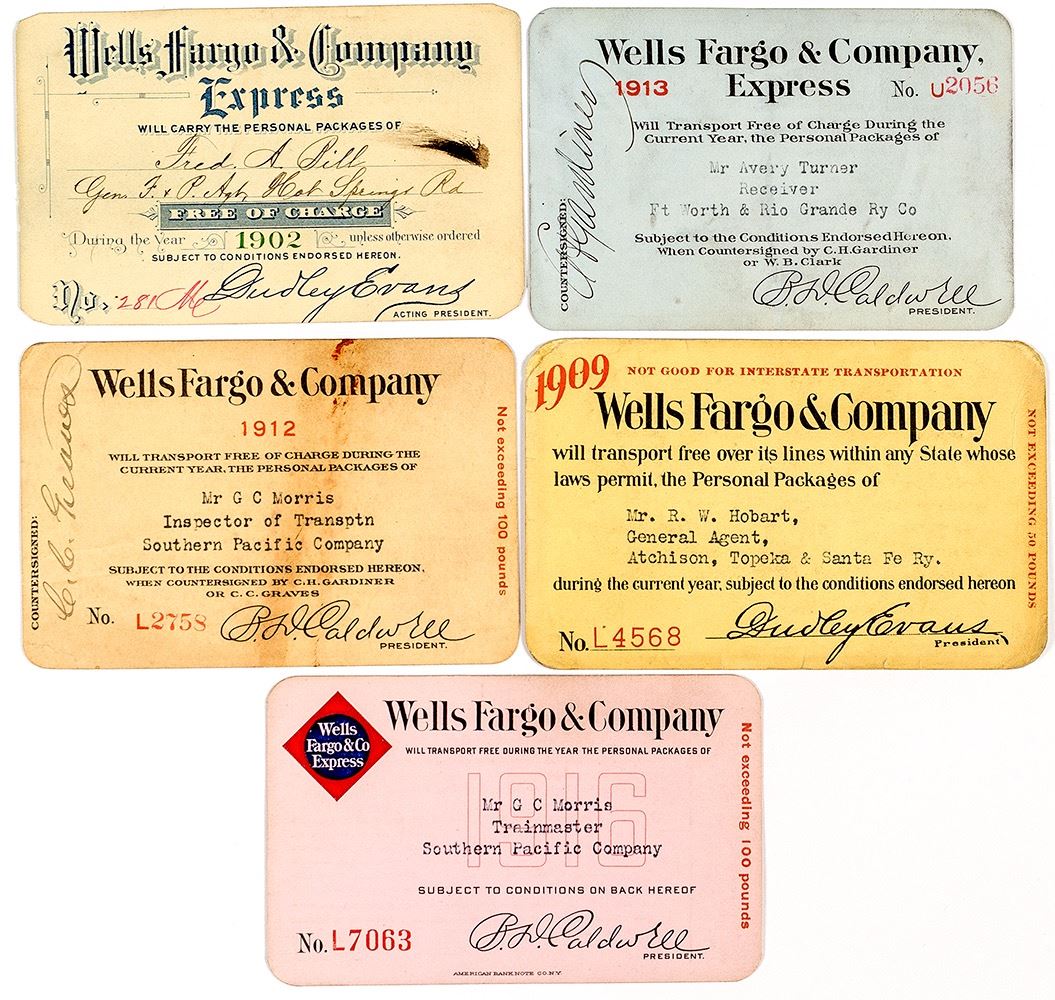 Wells Fargo & Company
Express
WILL CARRY THE PERSONAL PACKAGES OF
Fred. A. Bill
Gen. F. & P. Agt, Hot Springs Rd
FREE OF CHARGE
During the Year 1902 unless otherwise ordered
SUBJECT TO CONDITIONS ENDORSED HEREON.
No. 281 M Dudley Evans
ACTING PRESIDENT.
Wells Fargo & Company,
1913 Express No. U2056
Will Transport Free of Charge During the
Current Year, the Personal Packages of
Mr Avery Turner
Receiver
Ft Worth & Rio Grande Ry Co
Subject to the Conditions Endorsed Hereon.
When Countersigned by C.H.Gardiner
or W. B. Clark
B.D. Caldwell
PRESIDENT.
COUNTERSIGNED: C H Gardiner
Wells Fargo & Company
1912
WILL TRANSPORT FREE OF CHARGE DURING THE
CURRENT YEAR, THE PERSONAL PACKAGES OF
Mr G C Morris
Inspector of Transptn
Southern Pacific Company
SUBJECT TO THE CONDITIONS ENDORSED HEREON,
WHEN COUNTERSIGNED BY C.H.GARDINER
OR C.C.GRAVES
No. L2758 B.D. Caldwell
PRESIDENT.
COUNTERSIGNED: C.C. Graves
Not exceeding 100 pounds
1909 NOT GOOD FOR INTERSTATE TRANSPORTATION
Wells Fargo & Company
will transport free over its lines within any State whose
laws permit, the Personal Packages of
Mr. R. W. Hobart,
General Agent,
Atchison, Topeka & Santa Fe Ry.
during the current year, subject to the conditions endorsed hereon
No. L4568 Dudley Evans
President
NOT EXCEEDING 50 POUNDS
Wells
Fargo & Co
Express
Wells Fargo & Company
WILL TRANSPORT FREE DURING THE YEAR THE PERSONAL PACKAGES OF
1916
Mr G C Morris
Trainmaster
Southern Pacific Company
SUBJECT TO CONDITIONS ON BACK HEREOF
No. L7063 B.D. Caldwell
PRESIDENT.
AMERICAN BANK NOTE CO. N.Y.
Not exceeding 100 pounds